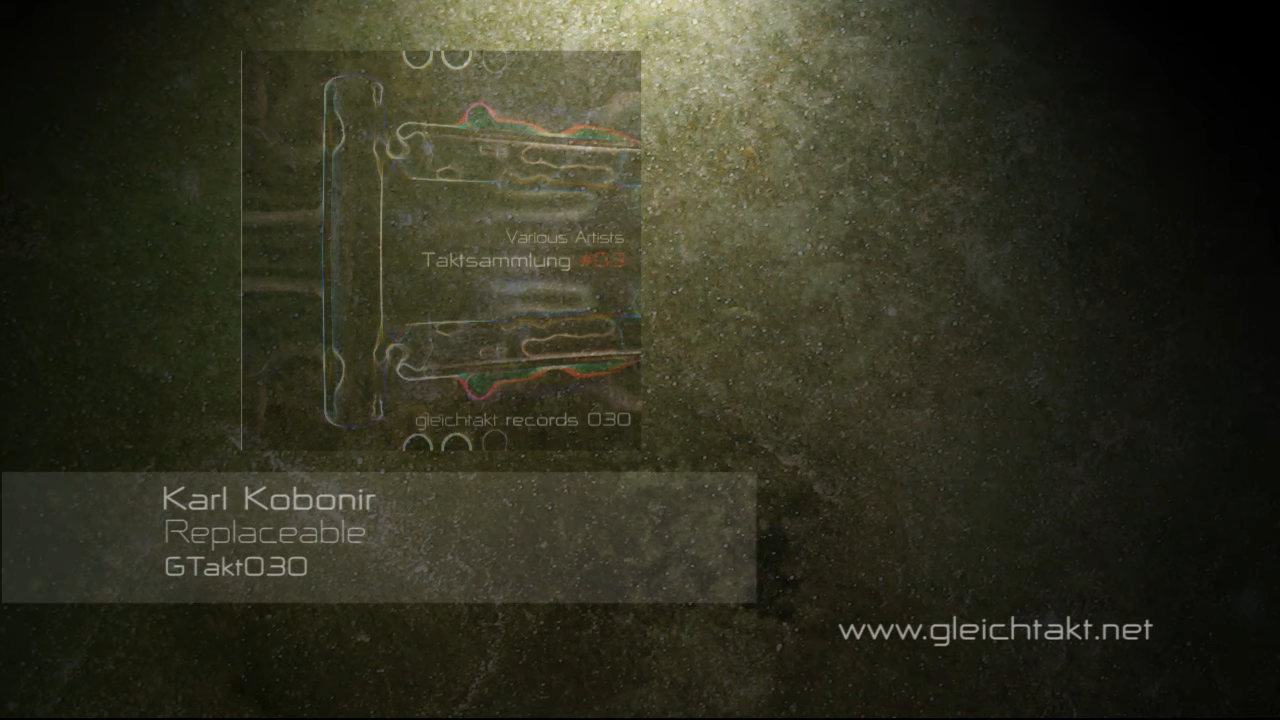 Various Artists
Taktsammlung #03
gleichtakt records 030
Karl Kobonir
Replaceable
GTakt030
www.gleichtakt.net